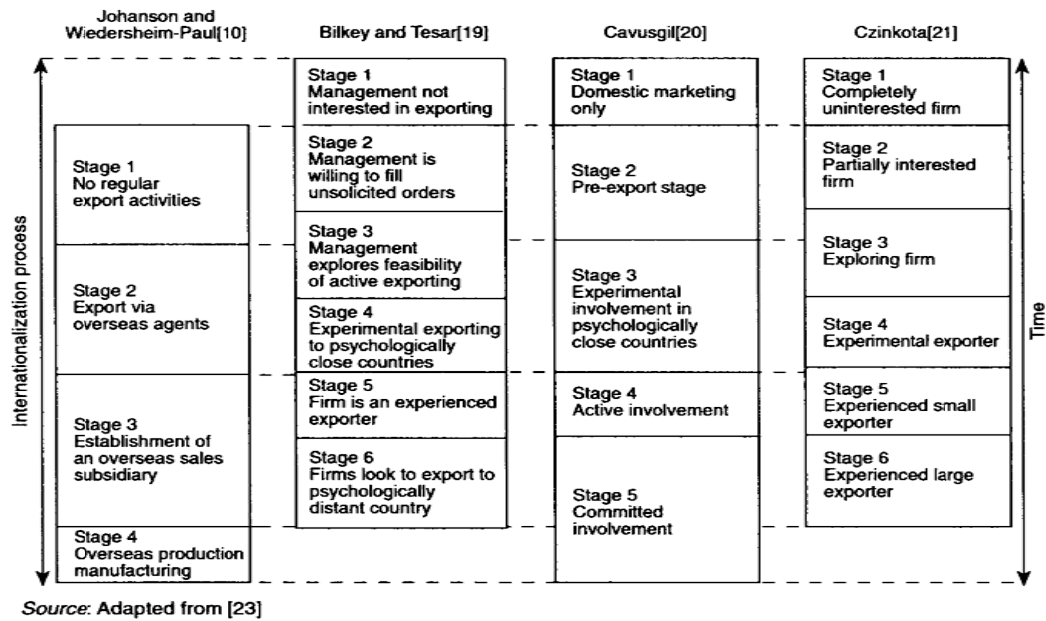 Johanson and
Wiedersheim-Paul[10]
Bilkey and Tesar[19]
Cavusgil[20]
Czinkota[21]
Internationalization process
Stage 1
No regular
export activities
Stage 2
Export via
overseas agents
Stage 3
Establishment of
an overseas sales
subsidiary
Stage 4
Overseas production
manufacturing
Stage 1
Management not
interested in exporting
Stage 2
Management is
willing to fill
unsolicited orders
Stage 3
Management
explores feasibility
of active exporting
Stage 4
Experimental exporting
to psychologically
close countries
Stage 5
Firm is an experienced
exporter
Stage 6
Firms look to export to
psychologically
distant country
Stage 1
Domestic marketing
only
Stage 2
Pre-export stage
Stage 3
Experimental
involvement in
psychologically
close countries
Stage 4
Active involvement
Stage 5
Committed
involvement
Stage 1
Completely
uninterested firm
Stage 2
Partially interested
firm
Stage 3
Exploring firm
Stage 4
Experimental exporter
Stage 5
Experienced small
exporter
Stage 6
Experienced large
exporter
Time
Source: Adapted from [23]